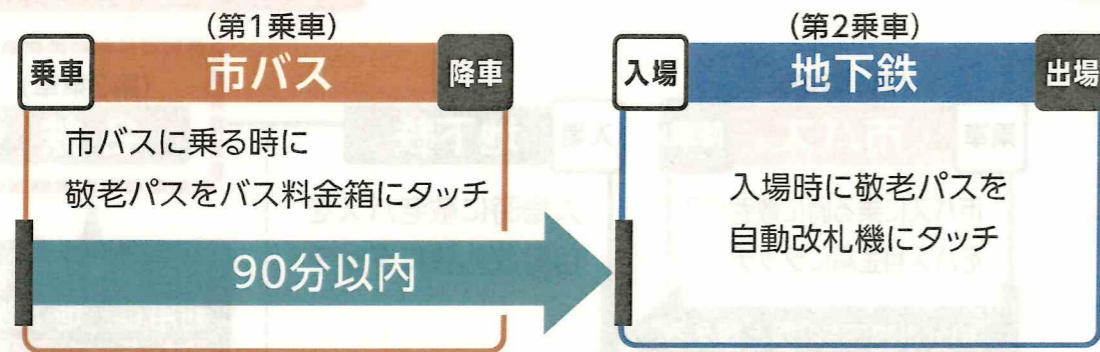 (第1乗車)
乗車 市バス 降車
市バスに乗る時に
敬老パスをバス料金箱にタッチ
90分以内
(第2乗車)
入場 地下鉄 出場
入場時に敬老パスを
自動改札機にタッチ